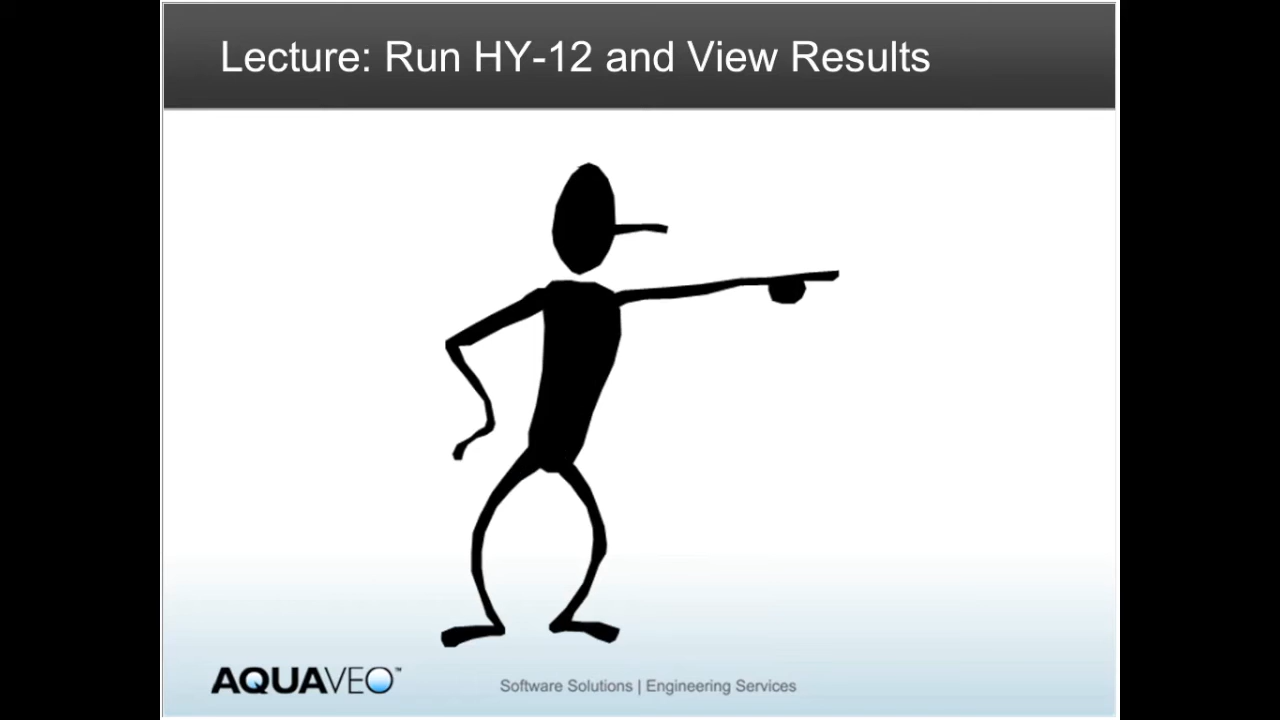 Lecture: Run HY-12 and View Results
AQUAVEO™
Software Solutions | Engineering Services